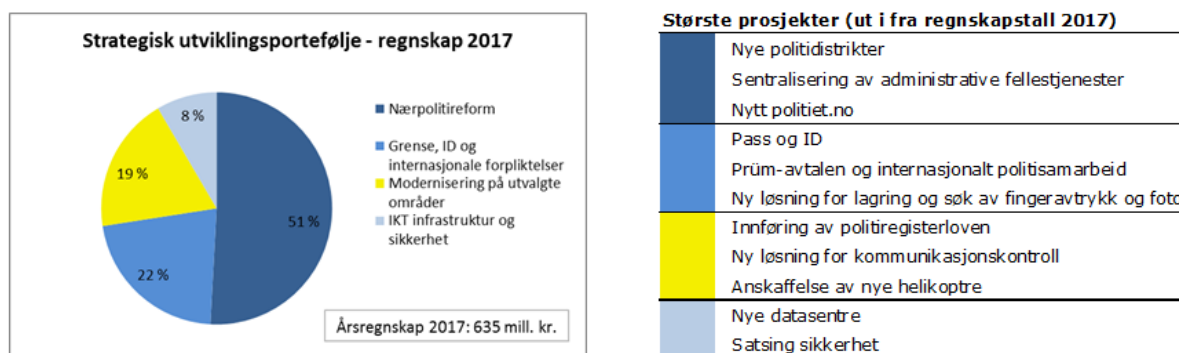 Strategisk utviklingsportefølje - regnskap 2017
8 %
19 %
51 %
22 %
Nærpolitireform
Grense, ID og
internasjonale forpliktelser
Modernisering på utvalgte
områder
IKT infrastruktur og
sikkerhet
Årsregnskap 2017: 635 mill. kr.
Største prosjekter (ut i fra regnskapstall 2017)
Nye politidistrikter
Sentralisering av administrative fellestjenester
Nytt politiet.no
Pass og ID
Prüm-avtalen og internasjonalt politisamarbeid
Ny løsning for lagring og søk av fingeravtrykk og foto
Innføring av politiregisterloven
Ny løsning for kommunikasjonskontroll
Anskaffelse av nye helikoptre
Nye datasentre
Satsing sikkerhet